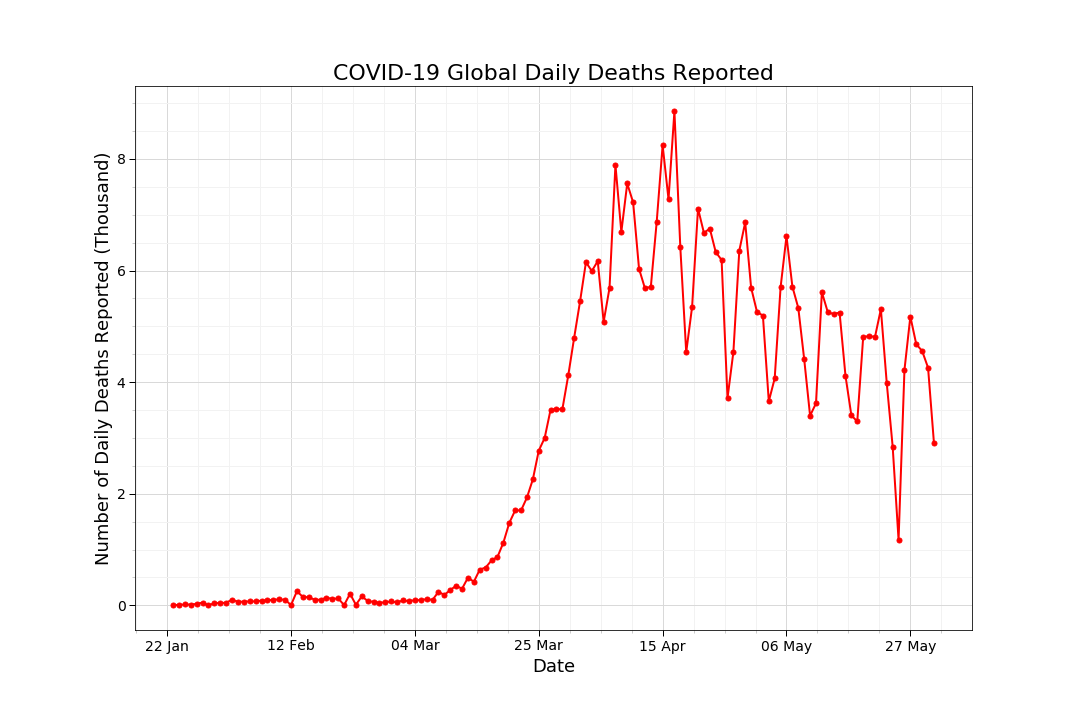 COVID-19 Global Daily Deaths Reported
Number of Daily Deaths Reported (Thousand)
8
6
4
2
0
22 Jan 12 Feb 04 Mar 25 Mar 15 Apr 06 May 27 May
Date